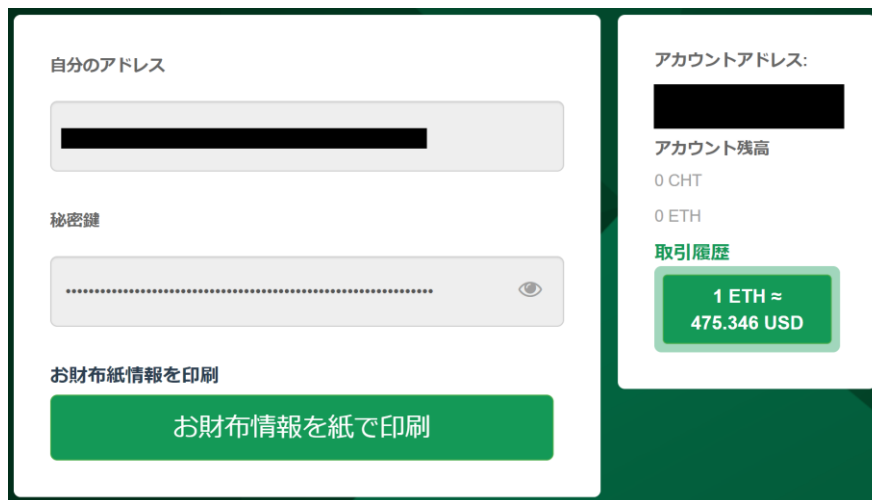 自分のアドレス
秘密鍵
お財布紙情報を印刷
お財布情報を紙で印刷
アカウントアドレス:
アカウント残高
0 CHT
0 ETH
取引履歴
1 ETH ≈
475.346 USD